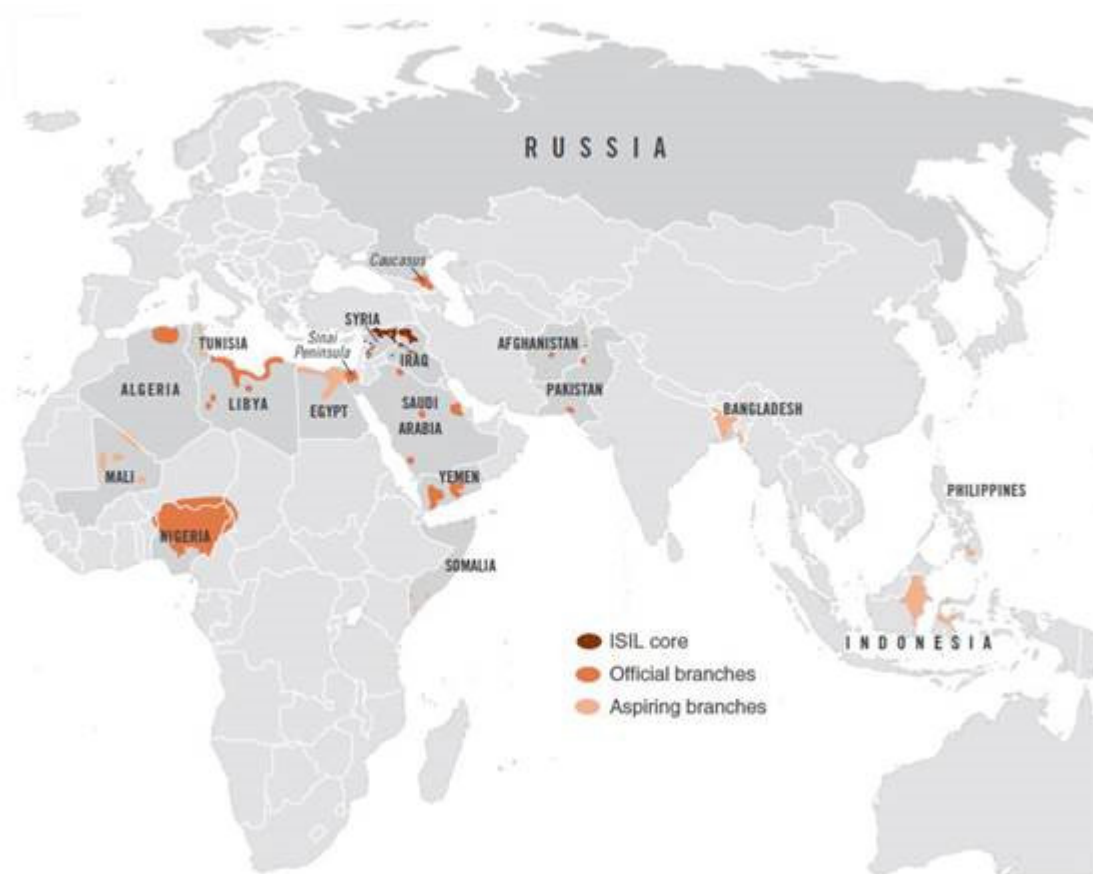 RUSSIA
Caucasus
SYRIA
Sinai
Peninsula
TUNISIA
IRAQ
AFGHANISTAN
ALGERIA
LIBYA
EGYPT
SAUDI
ARABIA
PAKISTAN
BANGLADESH
MALI
YEMEN
PHILIPPINES
NIGERIA
SOMALIA
INDONESIA
ISIL core
Official branches
Aspiring branches